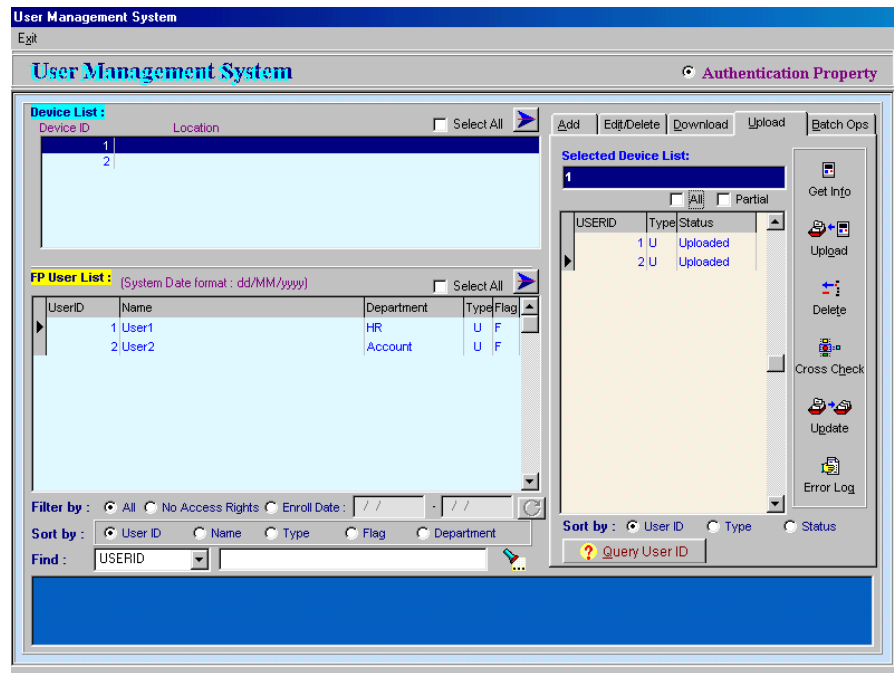 User Management System
Exit
User Management System
Authentication Property
Device List :
Device ID Location Select All
1
2
FP User List : (System Date format : dd/MM/yyyy) Select All
UserID Name Department Type Flag
1 User1 HR U F
2 User2 Account U F
Filter by : All No Access Rights Enroll Date : / / - / /
Sort by : User ID Name Type Flag Department
Find : USERID
Add Edit/Delete Download Upload Batch Ops
Selected Device List:
1
All Partial
USERID Type Status
1 U Uploaded
2 U Uploaded
Sort by : User ID Type Status
? Query User ID
Get Info
Upload
Delete
Cross Check
Update
Error Log